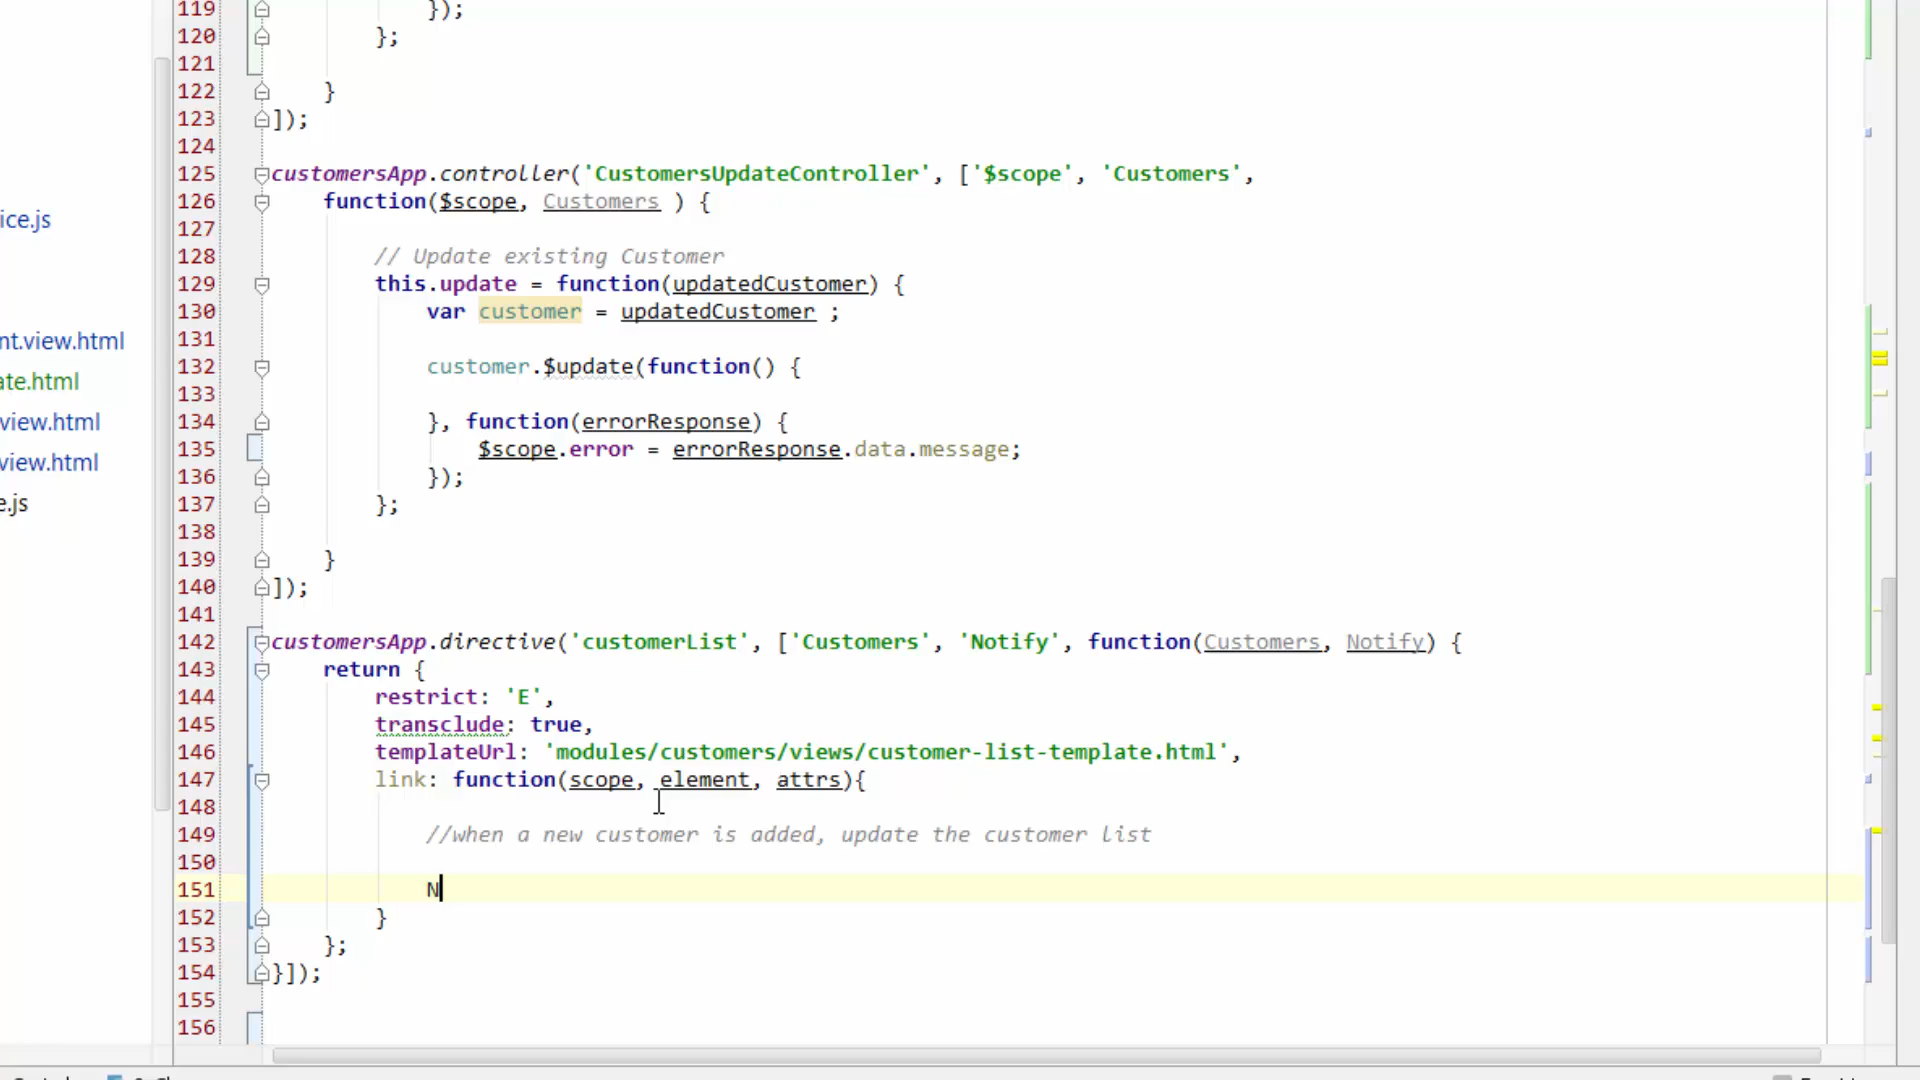 119 });
120 };
121
122 }
123 ]);
124
125 customersApp.controller('CustomersUpdateController', ['$scope', 'Customers',
126 function($scope, Customers ) {
127
128 // Update existing Customer
129 this.update = function(updatedCustomer) {
130 var customer = updatedCustomer ;
131
132 customer.$update(function() {
133
134 }, function(errorResponse) {
135 $scope.error = errorResponse.data.message;
136 });
137 };
138
139 }
140 ]);
141
142 customersApp.directive('customerList', ['Customers', 'Notify', function(Customers, Notify) {
143 return {
144 restrict: 'E',
145 transclude: true,
146 templateUrl: 'modules/customers/views/customer-list-template.html',
147 link: function(scope, element, attrs){
148
149 //when a new customer is added, update the customer list
150
151 N
152 }
153 };
154 }]);
155
156
ice.js
nt.view.html
ate.html
view.html
view.html
e.js